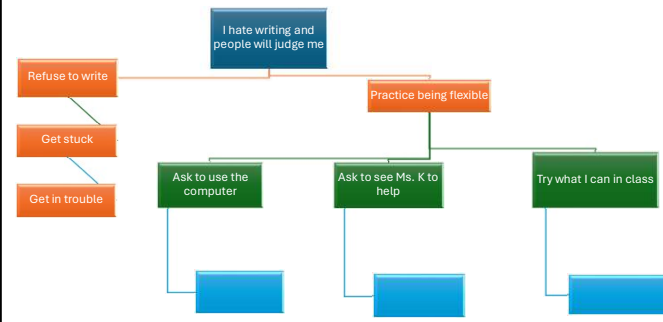 I hate writing and
people will judge me
Refuse to write
Practice being flexible
Get stuck
Get in trouble
Ask to use the
computer
Ask to see Ms. K to
help
Try what I can in class